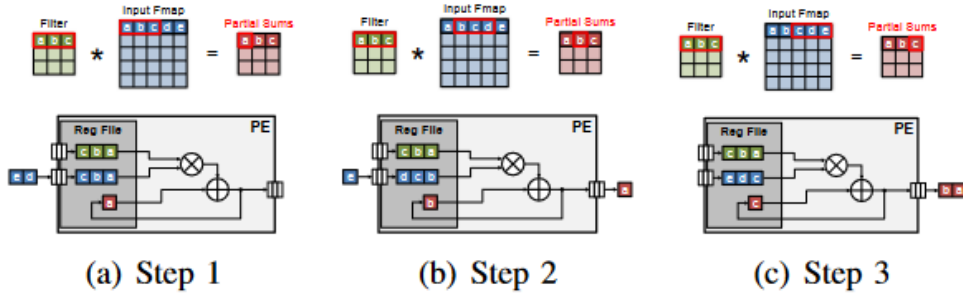 Input Fmap
Filter
Partial Sums
a b c
a b c d e
a b c
*
=
PE
Reg File
c b a
e d
c b a
a
(a) Step 1
Input Fmap
Filter
Partial Sums
a b c
a b c d e
a b c
*
=
PE
Reg File
c b a
e
d c b
b
a
(b) Step 2
Input Fmap
Filter
Partial Sums
a b c
a b c d e
a b c
*
=
PE
Reg File
c b a
e d c
c
b a
(c) Step 3